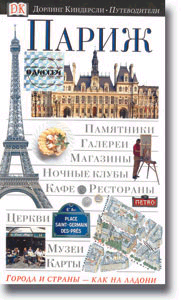 DK
ДОРЛИНГ КИНДЕРСЛИ · ПУТЕВОДИТЕЛИ
ПАРИЖ
ПАМЯТНИКИ
ГАЛЕРЕИ
МАГАЗИНЫ
НОЧНЫЕ КЛУБЫ
КАФЕ РЕСТОРАНЫ
METRO
ЦЕРКВИ
PLACE
SAINT-GERMAIN
DES-PRÉS
МУЗЕИ
КАРТЫ
ГОРОДА И СТРАНЫ – КАК НА ЛАДОНИ